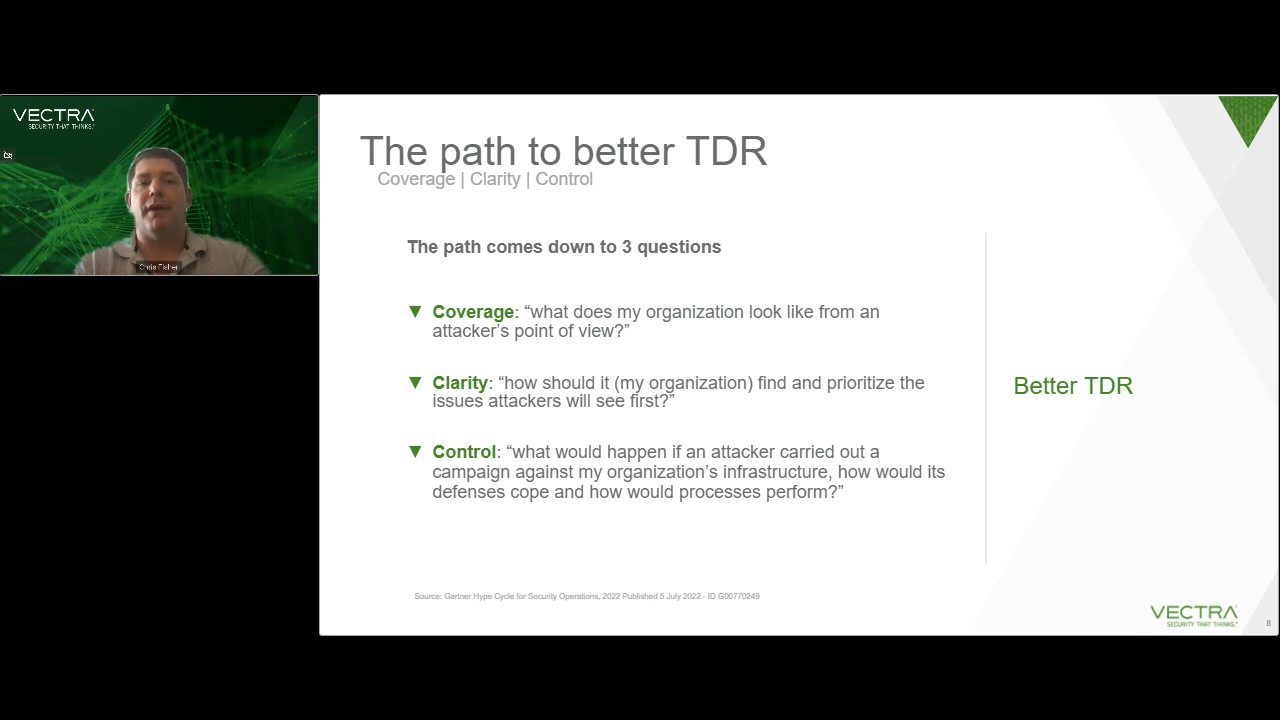 VECTRA
SECURITY THAT THINKS.
Chris Fisher
The path to better TDR
Coverage | Clarity | Control
The path comes down to 3 questions
▼ Coverage: “what does my organization look like from an
attacker’s point of view?”
▼ Clarity: “how should it (my organization) find and prioritize the
issues attackers will see first?”
▼ Control: “what would happen if an attacker carried out a
campaign against my organization’s infrastructure, how would its
defenses cope and how would processes perform?”
Better TDR
Source: Gartner Hype Cycle for Security Operations, 2022 Published 5 July 2022 - ID G00770249
VECTRA
SECURITY THAT THINKS.®
8